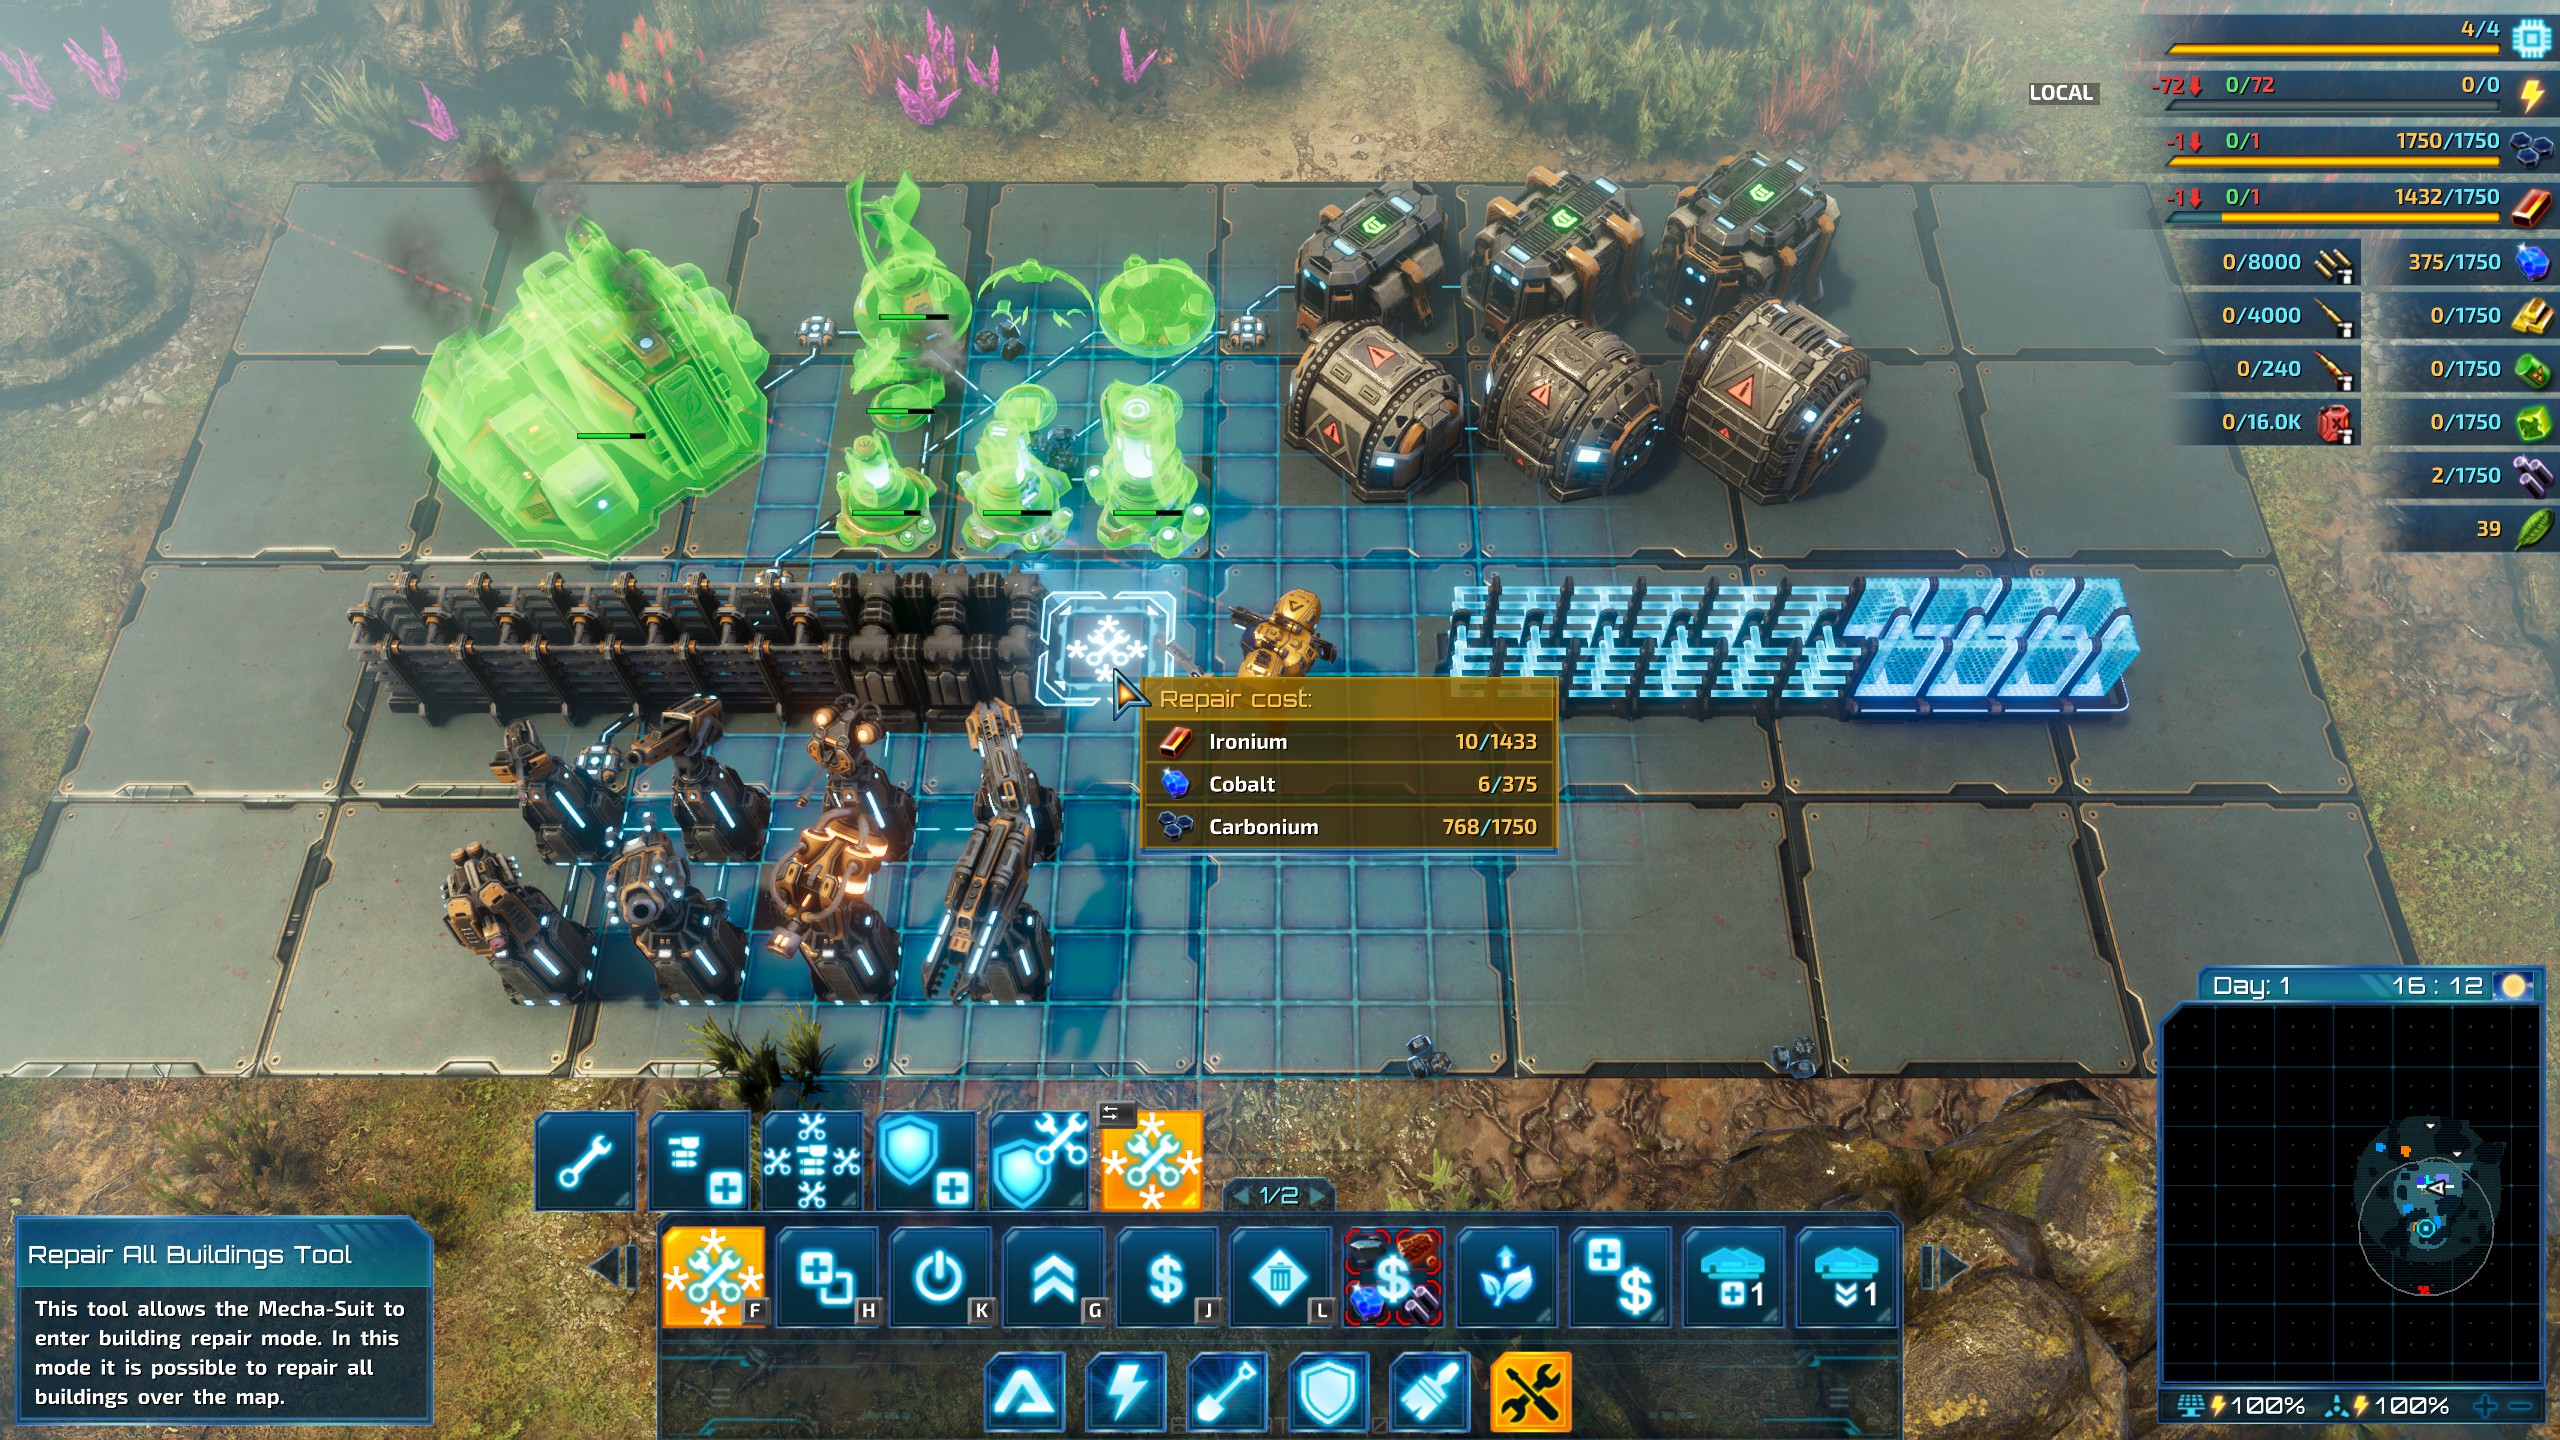 4/4
-72 0/72 0/0
LOCAL
-1 0/1 1750/1750
-1 0/1 1432/1750
0/8000 375/1750
0/4000 0/1750
0/240 0/1750
0/16.0K 0/1750
2/1750
39
Repair cost:
Ironium 10/1433
Cobalt 6/375
Carbonium 768/1750
Day: 1 16 : 12
1/2
Repair All Buildings Tool
This tool allows the Mecha-Suit to
enter building repair mode. In this
mode it is possible to repair all
buildings over the map.
F H K G J L 1 1
100% 100%